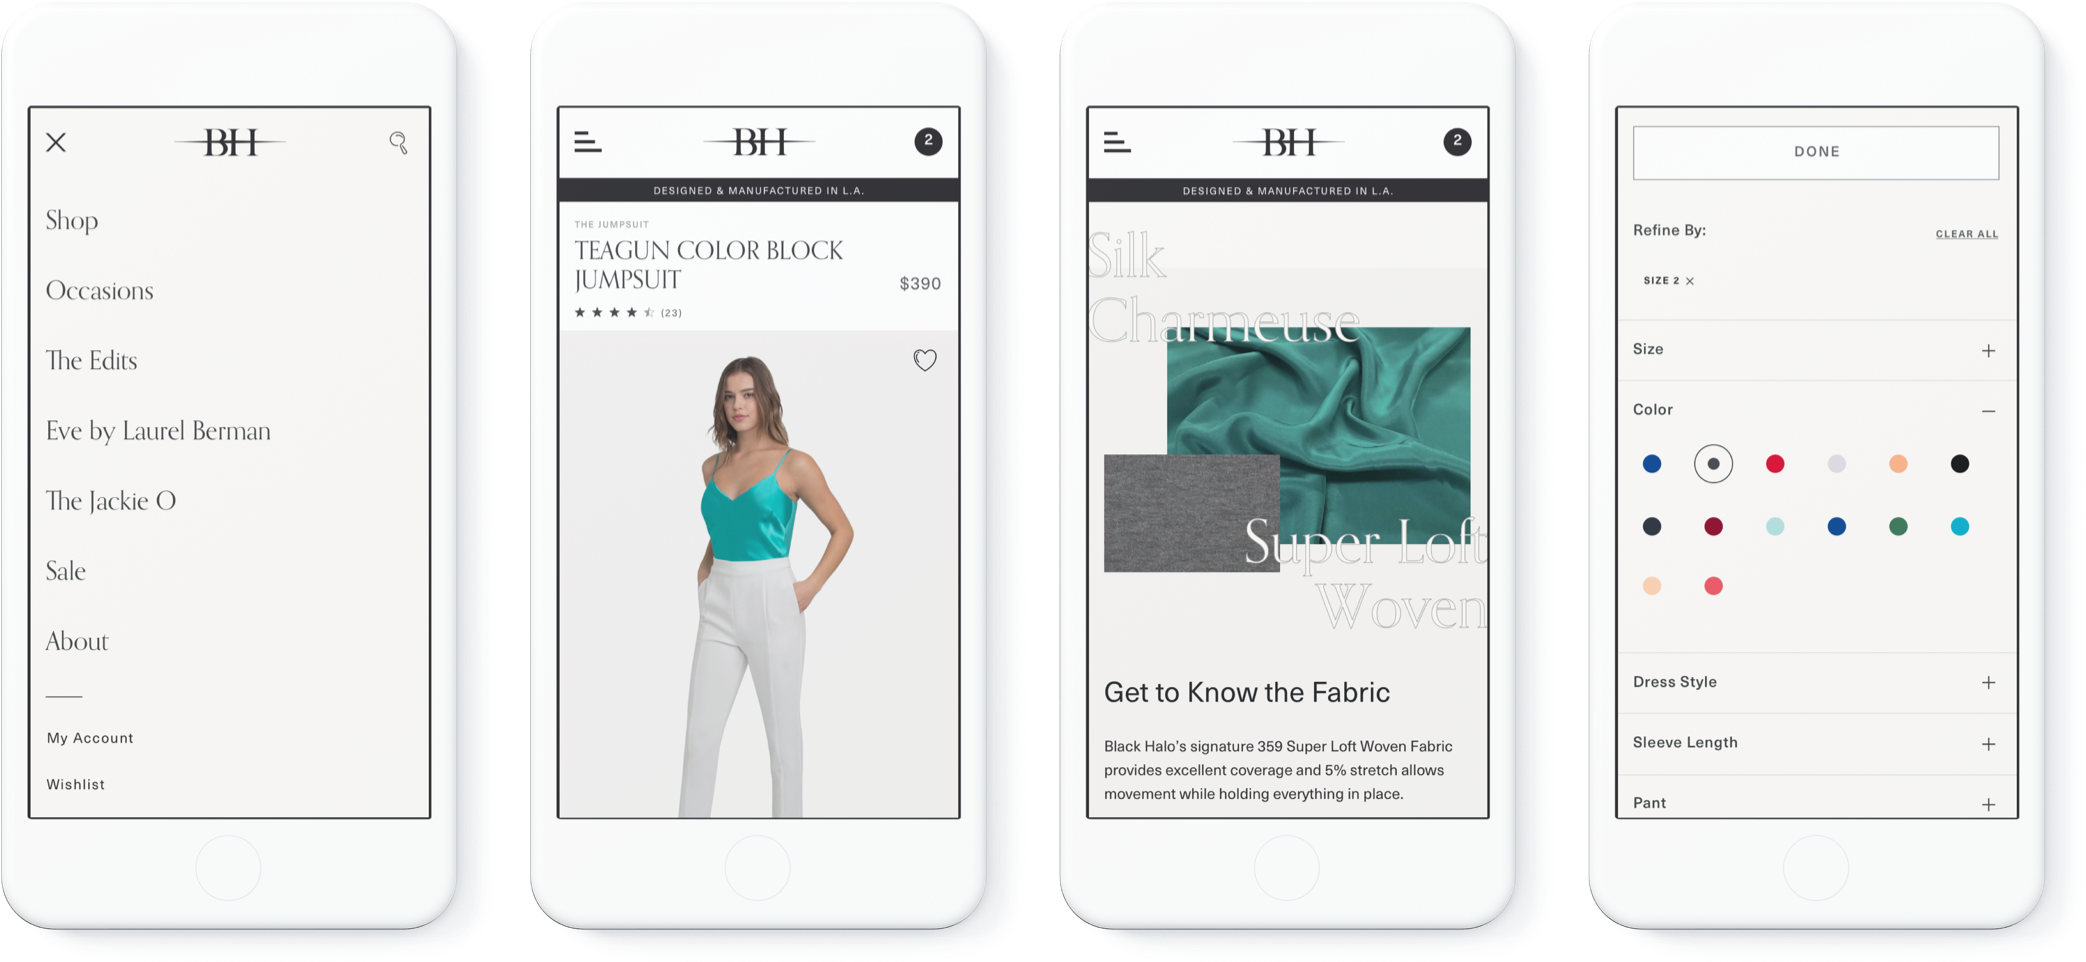 BH
Shop
Occasions
The Edits
Eve by Laurel Berman
The Jackie O
Sale
About
My Account
Wishlist
BH
2
DESIGNED & MANUFACTURED IN L.A.
THE JUMPSUIT
TEAGUN COLOR BLOCK
JUMPSUIT
$390
(23)
BH
2
DESIGNED & MANUFACTURED IN L.A.
Silk
Charmeuse
Super Loft
Woven
Get to Know the Fabric
Black Halo's signature 359 Super Loft Woven Fabric
provides excellent coverage and 5% stretch allows
movement while holding everything in place.
DONE
Refine By:
CLEAR ALL
SIZE 2 ×
Size
Color
Dress Style
Sleeve Length
Pant